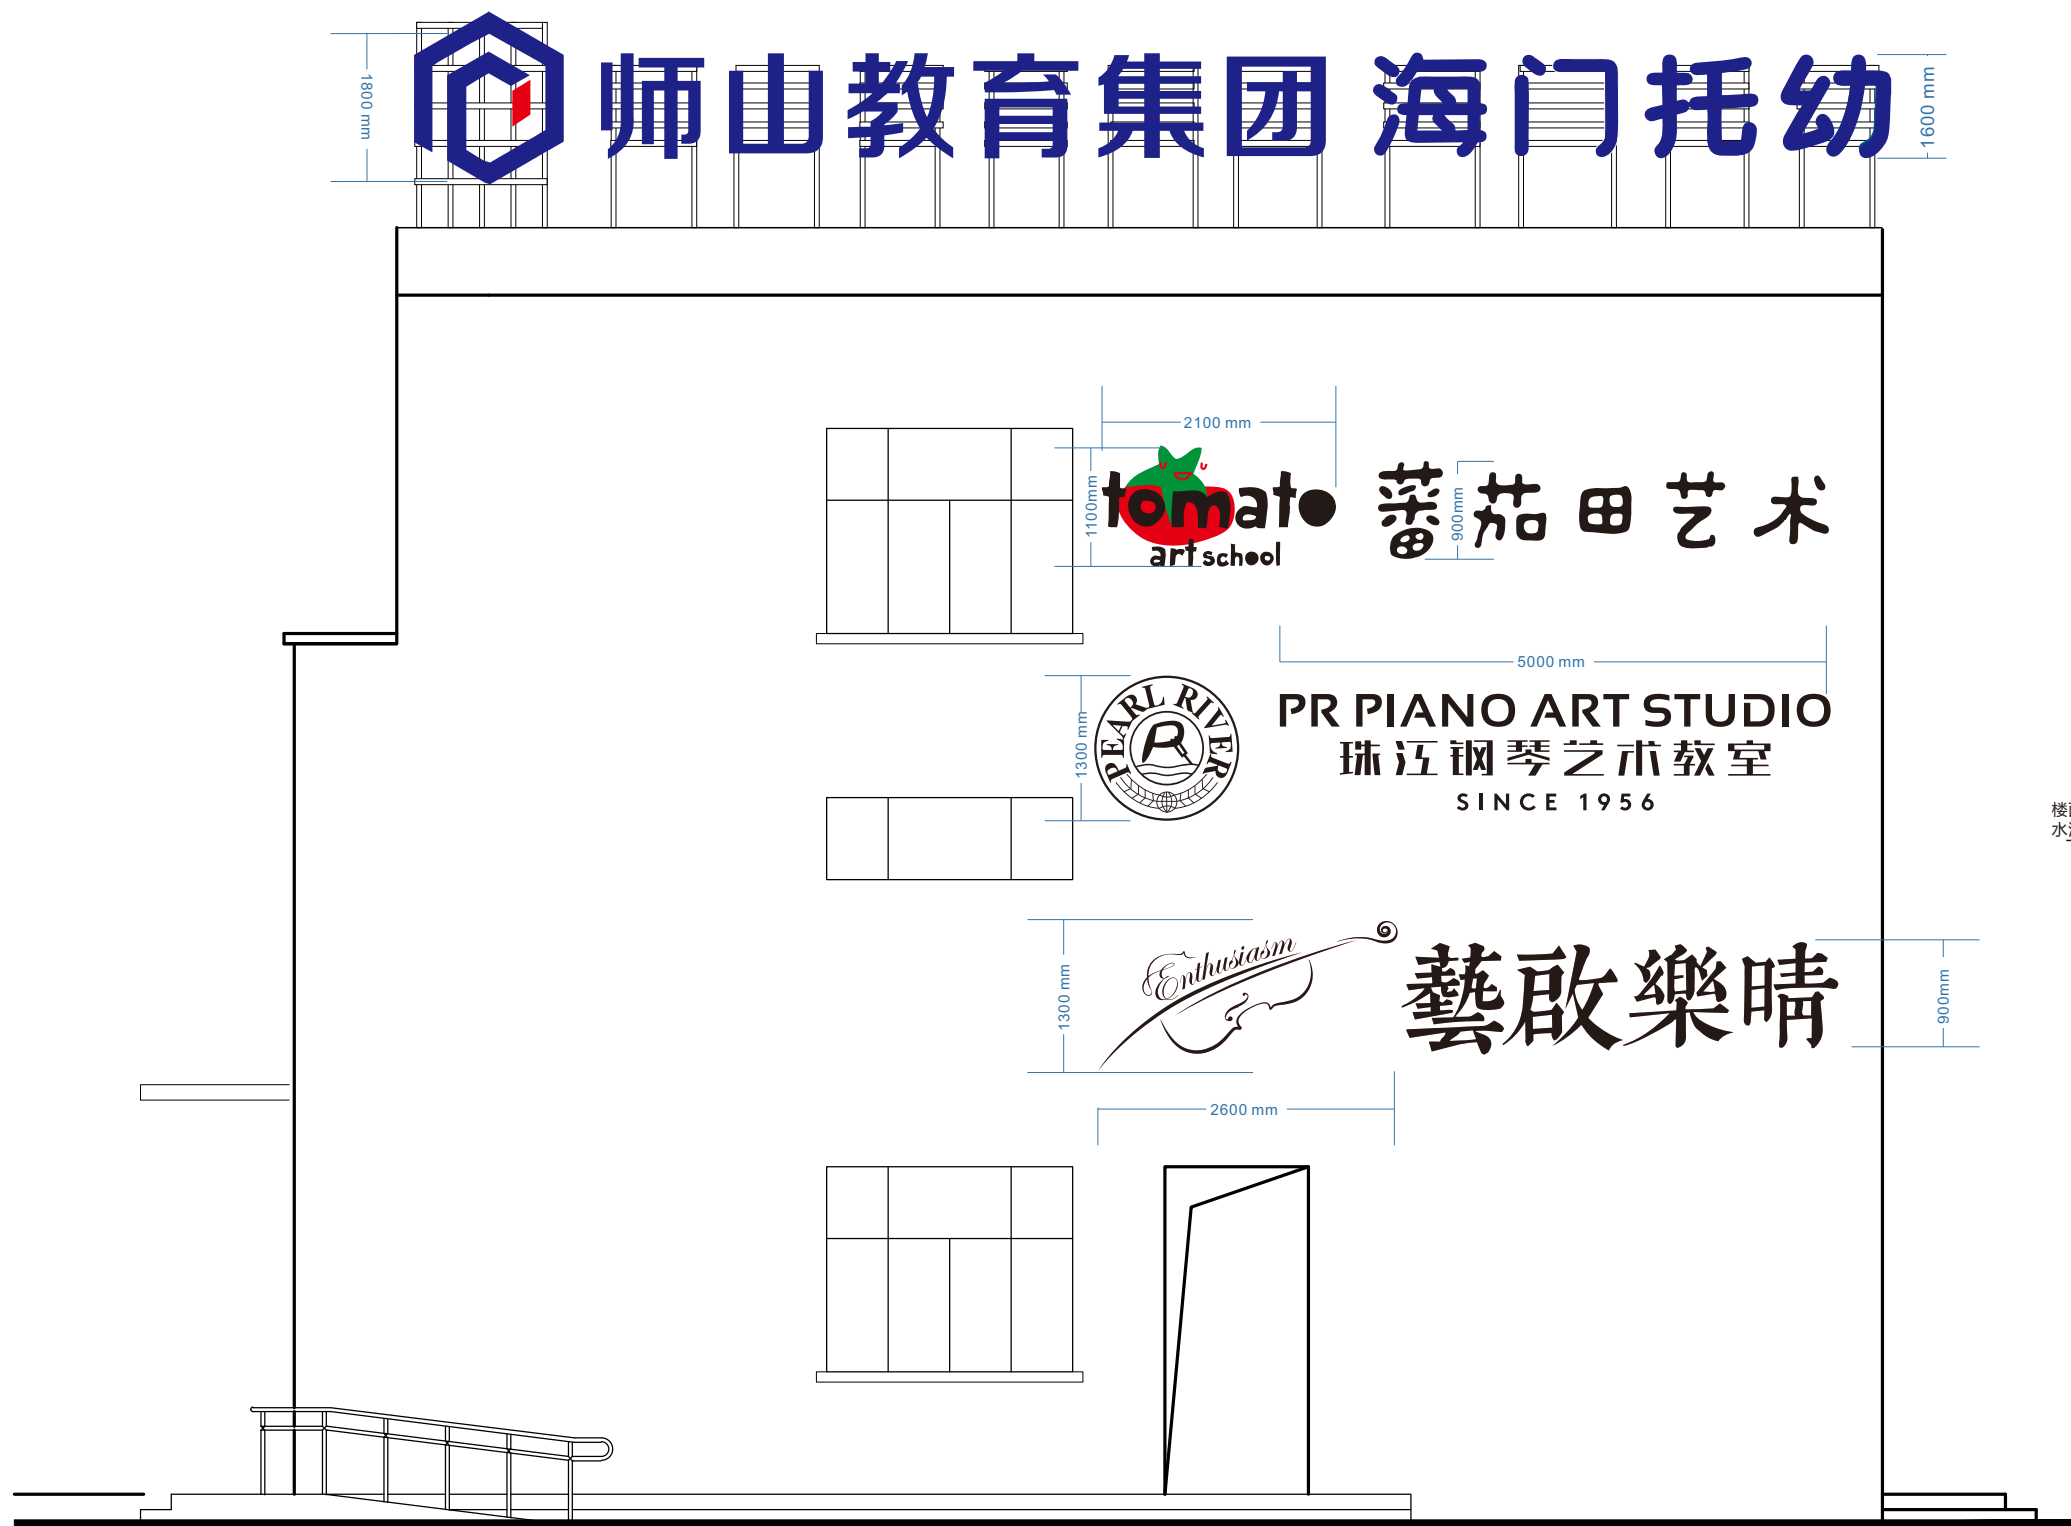 师山教育集团 海门托幼
1800 mm
1600 mm
2100 mm
1100mm
tomato
art school
蕃茄田艺术
900mm
5000 mm
1300 mm
PEARL RIVER
PR PIANO ART STUDIO
珠江钢琴艺术教室
SINCE 1956
楼
水
1300 mm
Enthusiasm
藝啟樂晴
900mm
2600 mm